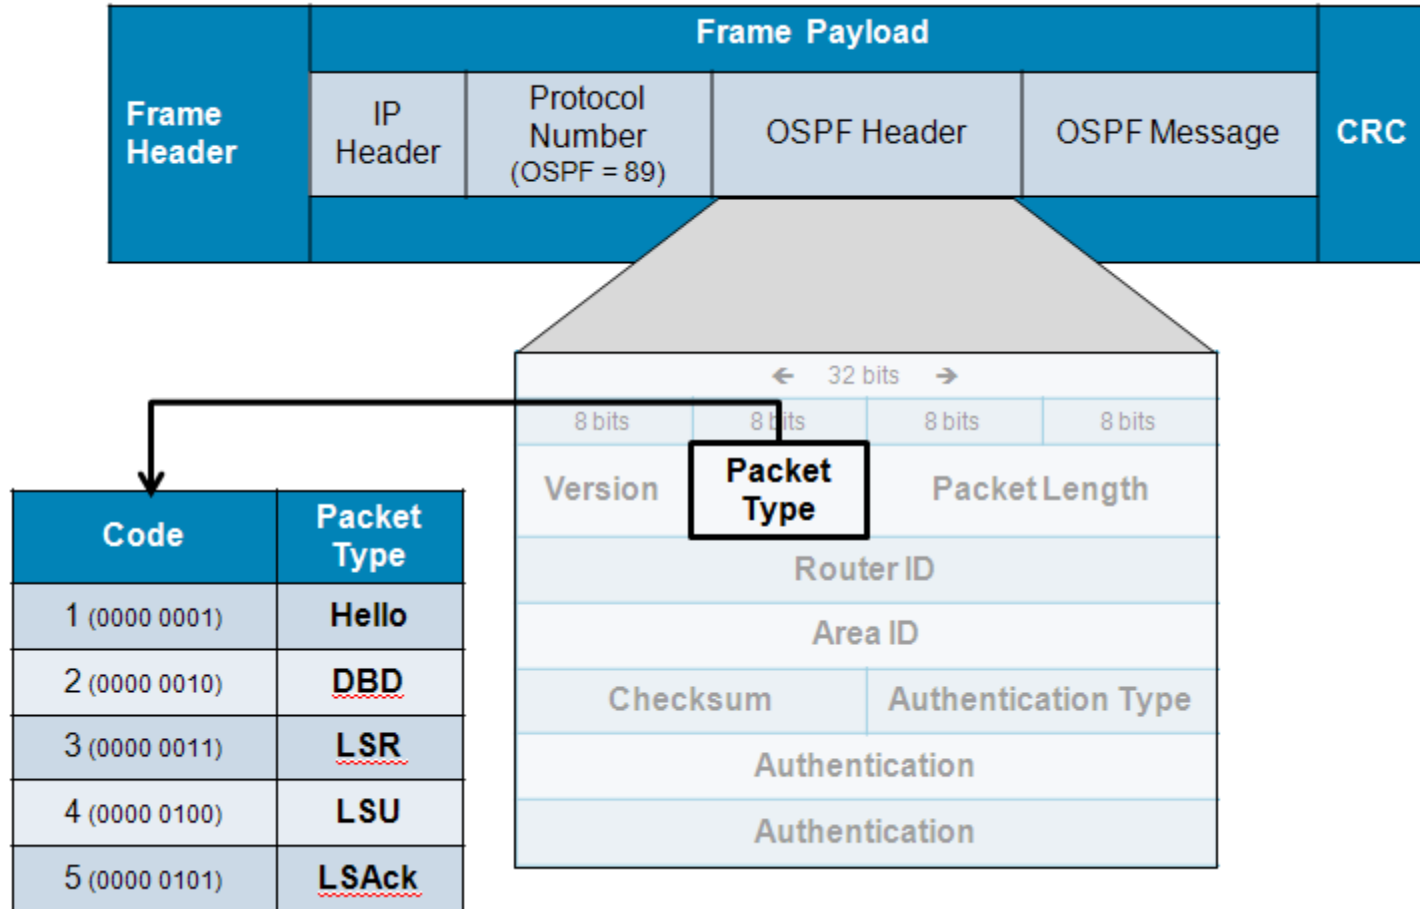 Frame Payload
Frame
Header
IP
Header
Protocol
Number
(OSPF = 89)
OSPF Header
OSPF Message
CRC
← 32 bits →
8 bits 8 bits 8 bits 8 bits
Version
Packet
Type
Packet Length
Router ID
Area ID
Checksum Authentication Type
Authentication
Authentication
Code
Packet
Type
1 (0000 0001) Hello
2 (0000 0010) DBD
3 (0000 0011) LSR
4 (0000 0100) LSU
5 (0000 0101) LSAck